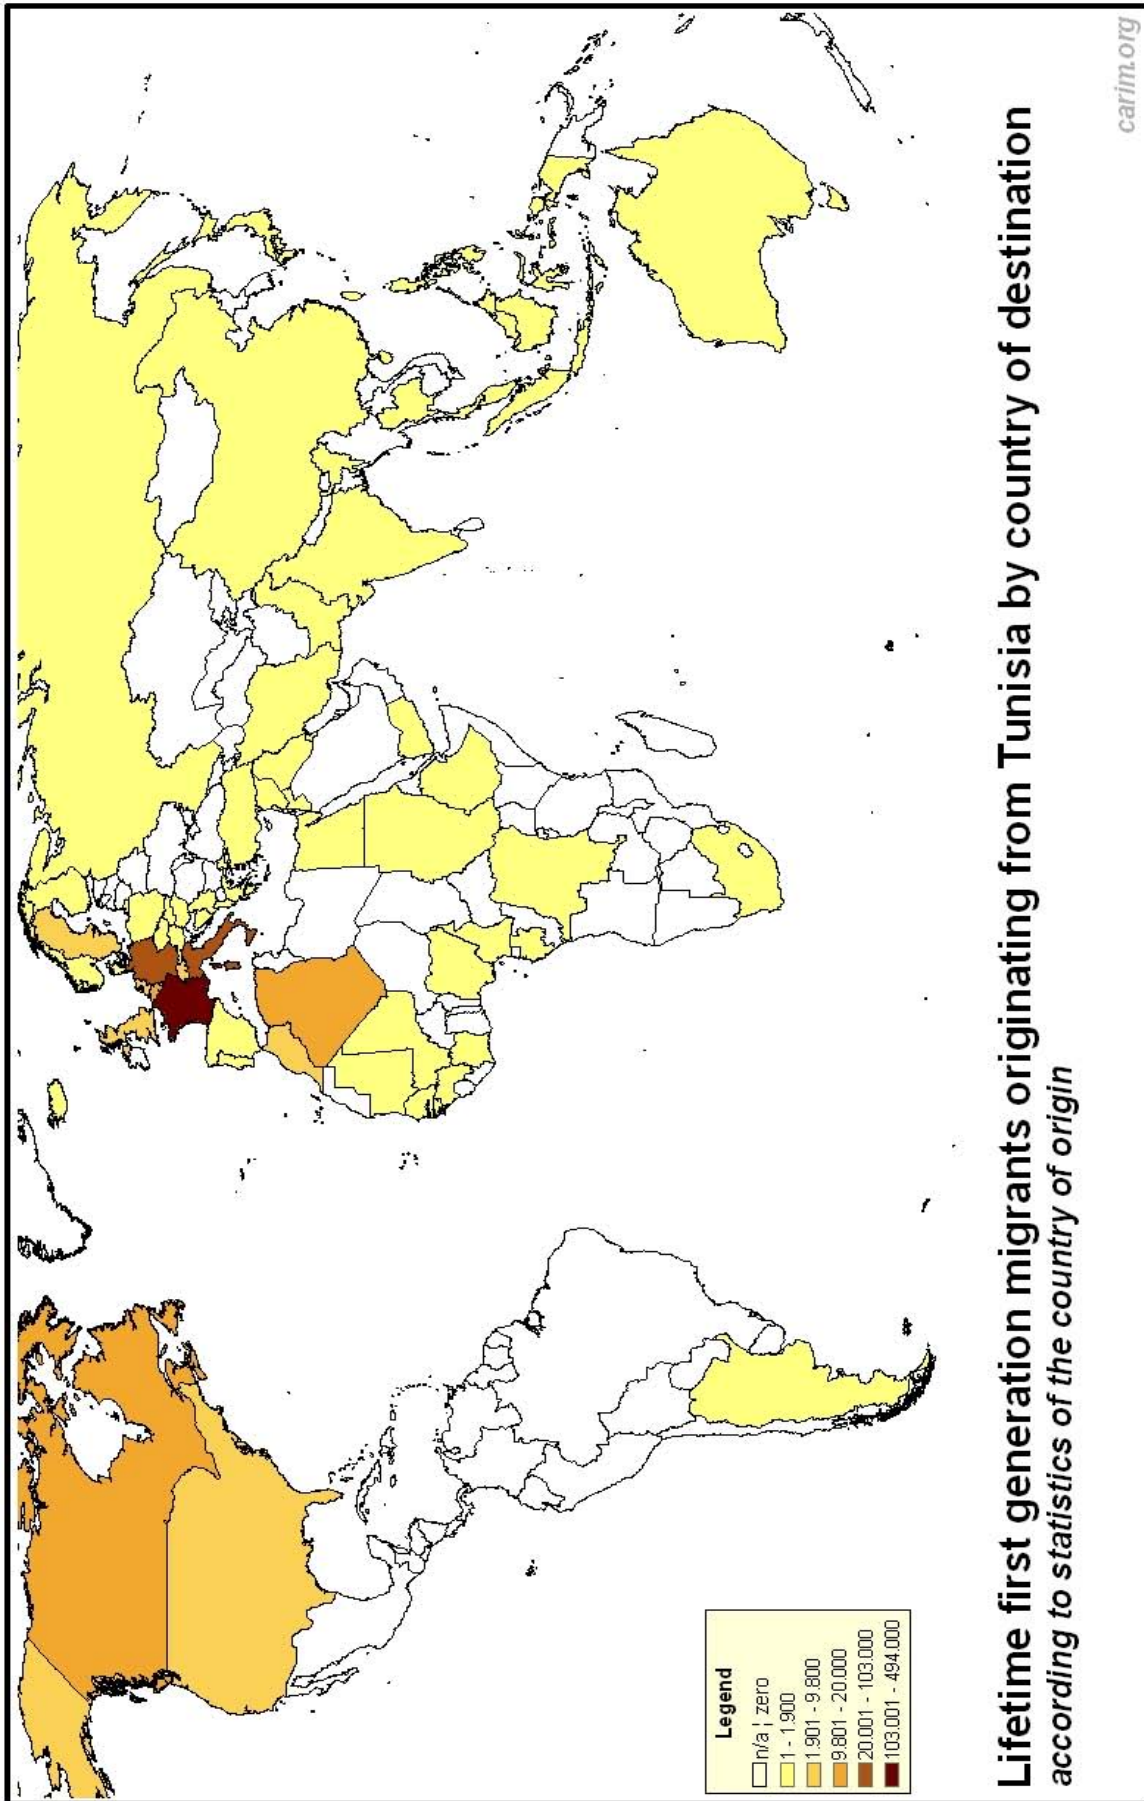 Legend
n/a ¦ zero
1 - 1.900
1.901 - 9.800
9.801 - 20.000
20.001 - 103.000
103.001 - 494.000
Lifetime first generation migrants originating from Tunisia by country of destination
according to statistics of the country of origin
carim.org